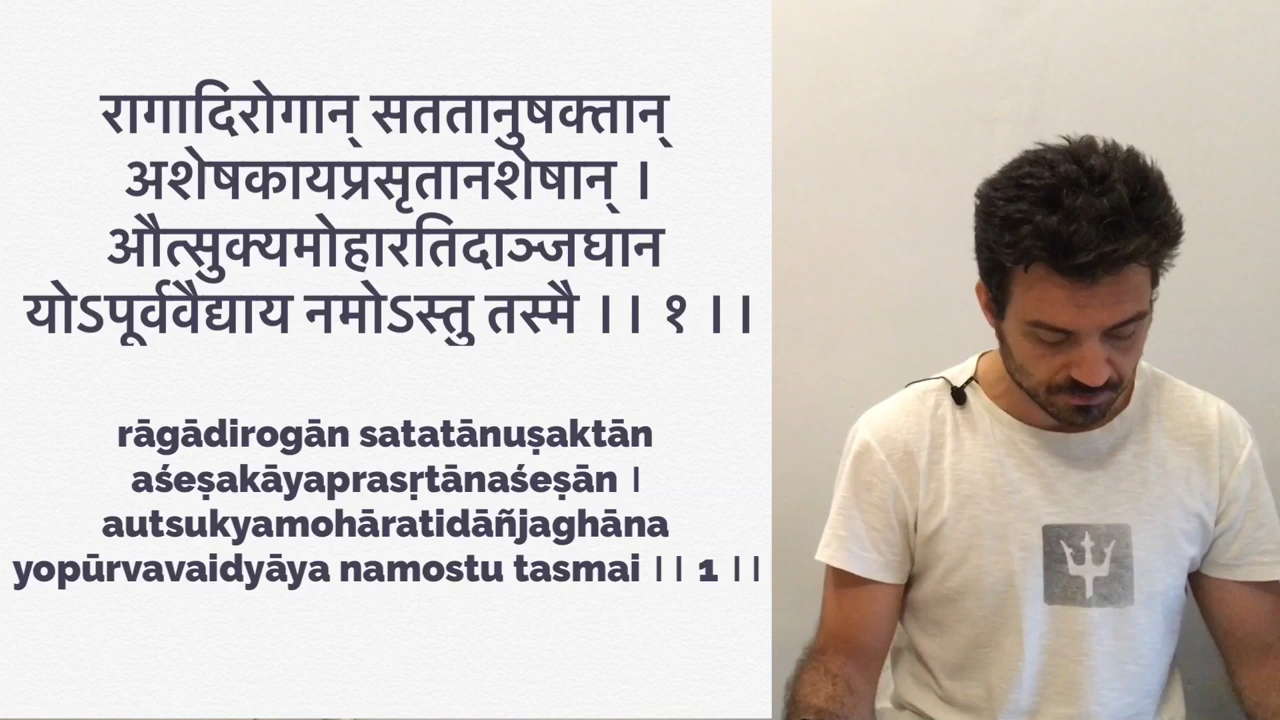 रागादिरोगान् सततानुषक्तान्
अशेषकायप्रसृतानशेषान् ।
औत्सुक्यमोहारतिदाञ्जघान
योऽपूर्ववैद्याय नमोऽस्तु तस्मै ।। १ ।।
rāgādirogān satatānuṣaktān
aśeṣakāyaprasṛtānaśeṣān ।
autsukyamohāratidāñjaghāna
yopūrvavaidyāya namostu tasmai ।। 1 ।।